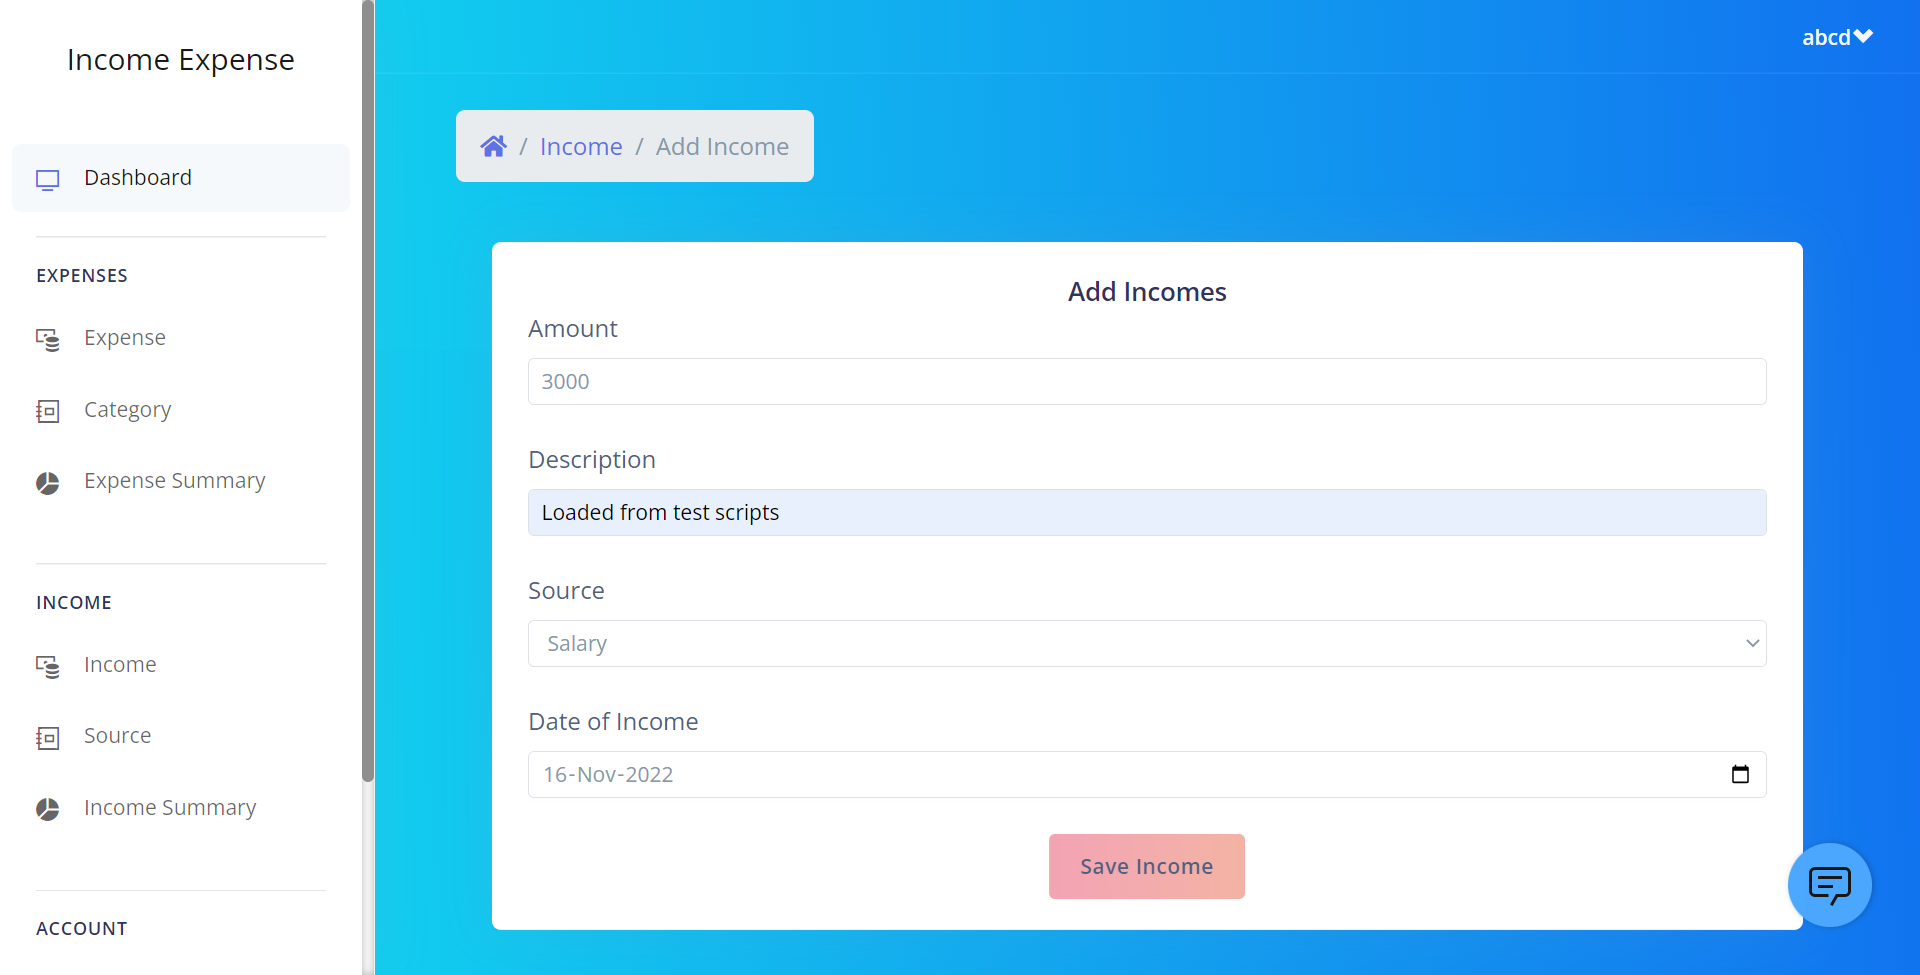 Income Expense
Dashboard
EXPENSES
Expense
Category
Expense Summary
INCOME
Income
Source
Income Summary
ACCOUNT
abcd
/ Income / Add Income
Add Incomes
Amount
3000
Description
Loaded from test scripts
Source
Salary
Date of Income
16-Nov-2022
Save Income